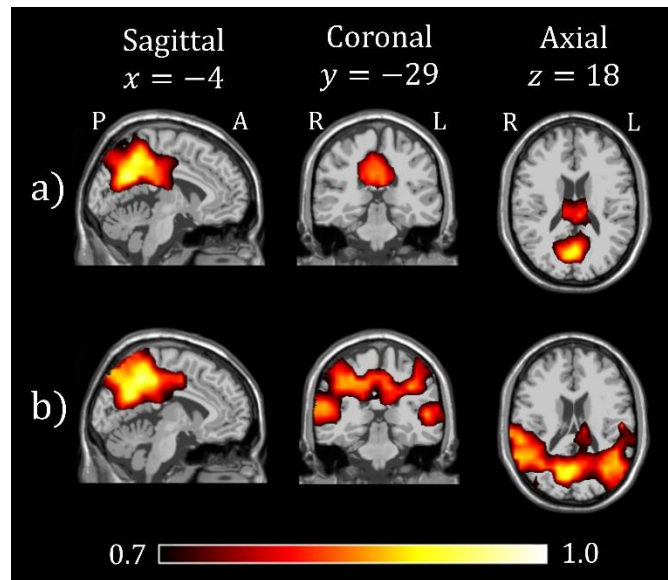 Sagittal Coronal Axial
x = −4 y = −29 z = 18
P A R L R L
a)
b)
0.7 1.0